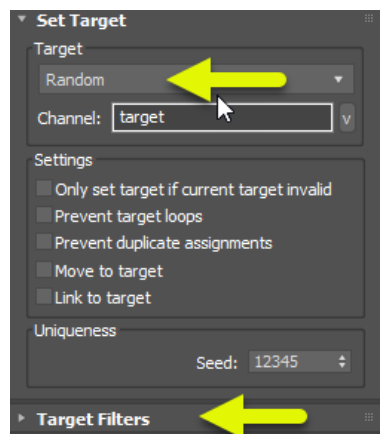 Set Target
Target
Random
Channel: target v
Settings
Only set target if current target invalid
Prevent target loops
Prevent duplicate assignments
Move to target
Link to target
Uniqueness
Seed: 12345
Target Filters